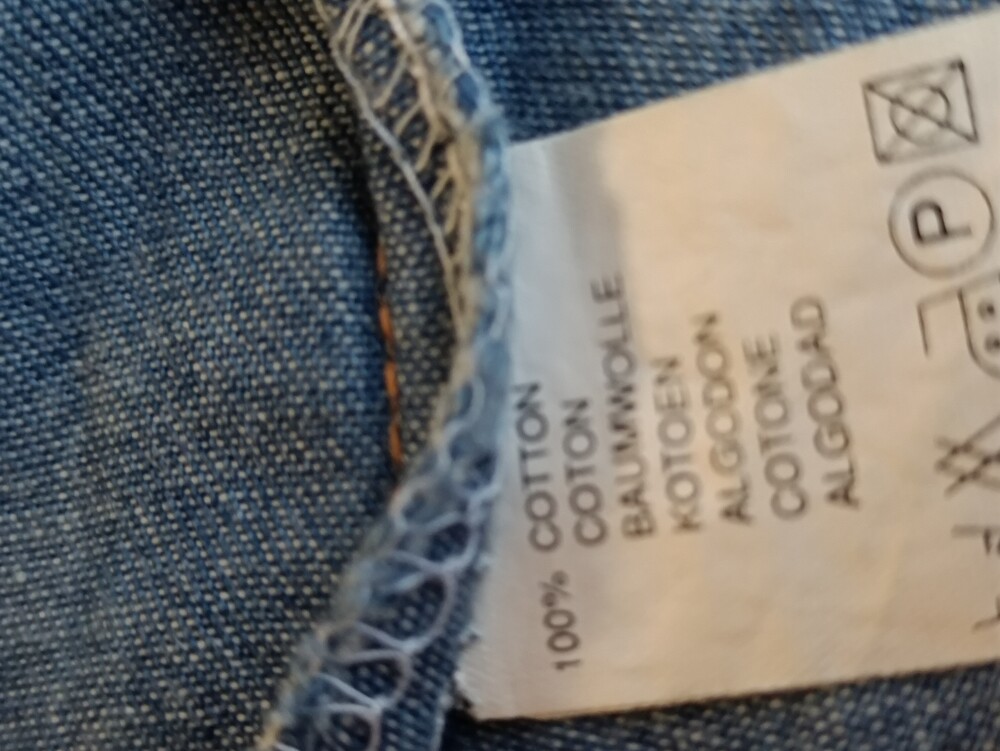 100% COTTON
COTON
BAUMWOLLE
KOTOEN
ALGODON
COTONE
ALGODAD
P